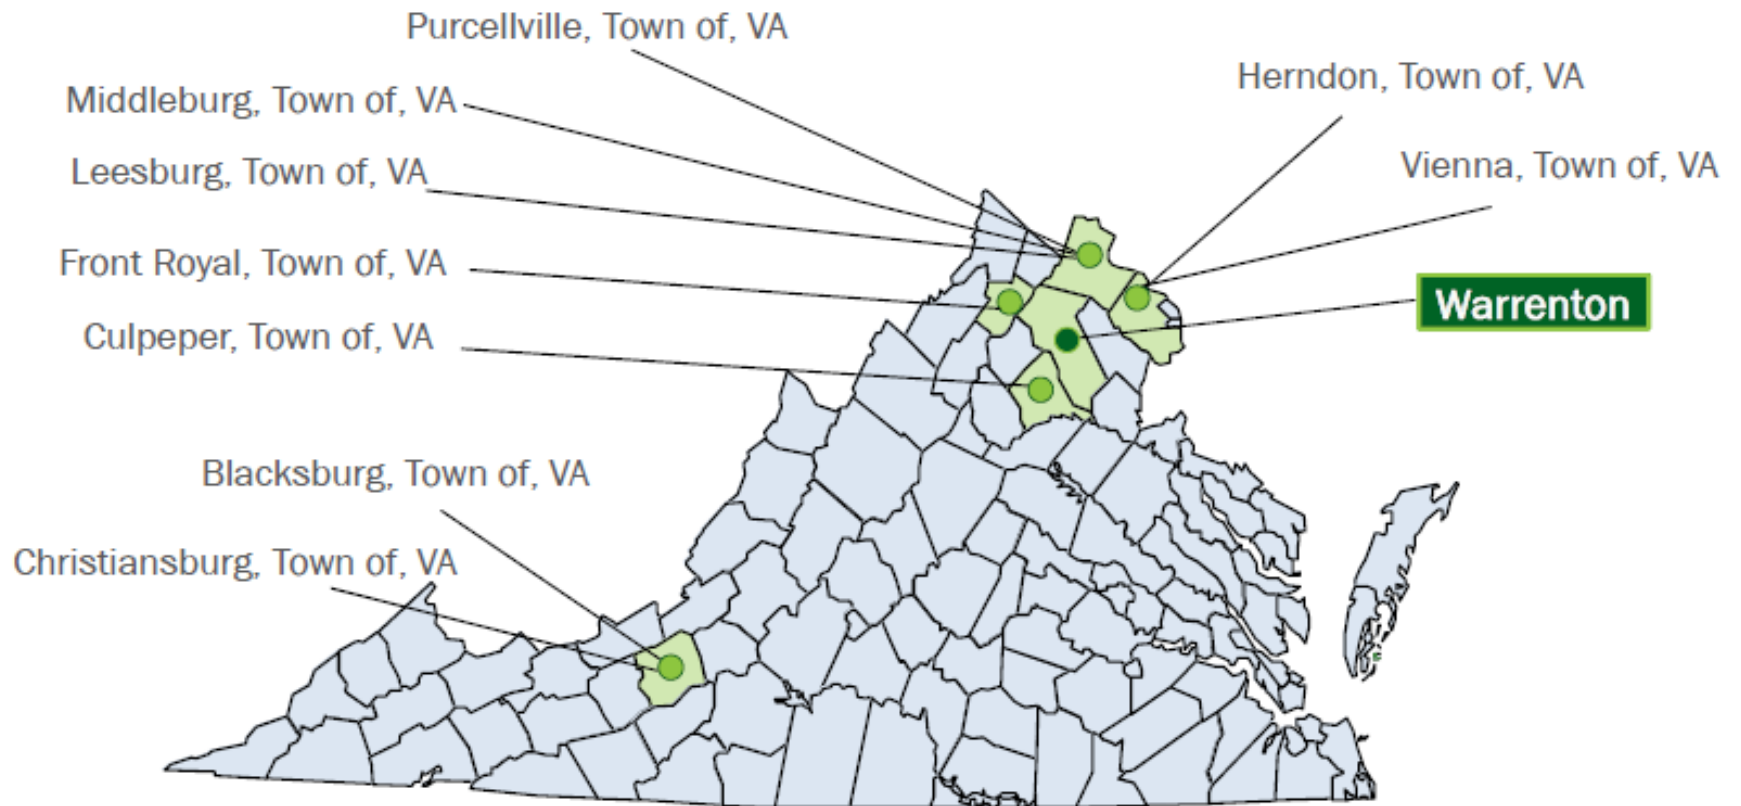 Purcellville, Town of, VA
Herndon, Town of, VA
Middleburg, Town of, VA
Vienna, Town of, VA
Leesburg, Town of, VA
Front Royal, Town of, VA
Warrenton
Culpeper, Town of, VA
Blacksburg, Town of, VA
Christiansburg, Town of, VA